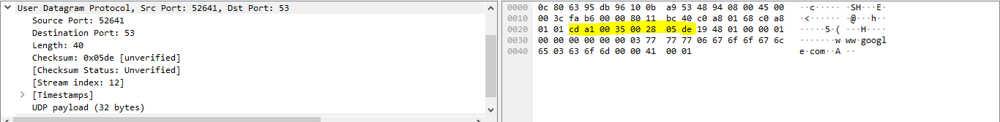 User Datagram Protocol, Src Port: 52641, Dst Port: 53
Source Port: 52641
Destination Port: 53
Length: 40
Checksum: 0x05de [unverified]
[Checksum Status: Unverified]
[Stream index: 12]
[Timestamps]
UDP payload (32 bytes)
0000 0c 80 63 95 db 96 10 0b a9 53 48 94 08 00 45 00 ··c····· ·SH···E·
0010 00 3c fa b6 00 00 80 11 bc 40 c0 a8 01 68 c0 a8 ·<······ ·@···h··
0020 01 01 cd a1 00 35 00 28 05 de 19 48 01 00 00 01 ·····5·( ···H····
0030 00 00 00 00 00 00 03 77 77 77 06 67 6f 6f 67 6c ·······w ww·googl
0040 65 03 63 6f 6d 00 00 41 00 01 e·com··A ··